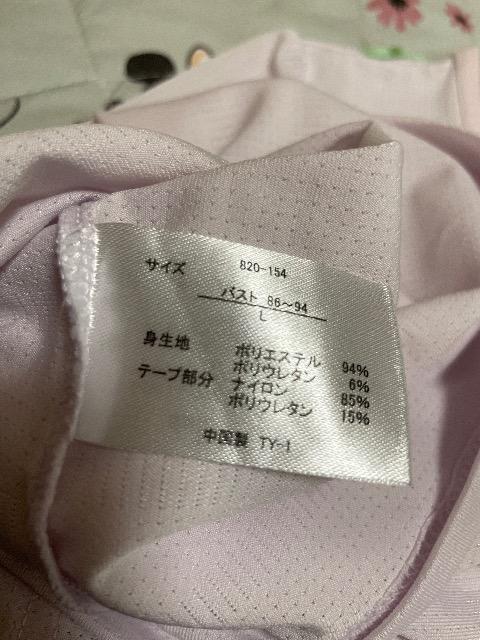 サイズ 820-154
バスト 86～94
L
身生地 ポリエステル 94%
ポリウレタン 6%
テープ部分 ナイロン 85%
ポリウレタン 15%
中国製 TY-I